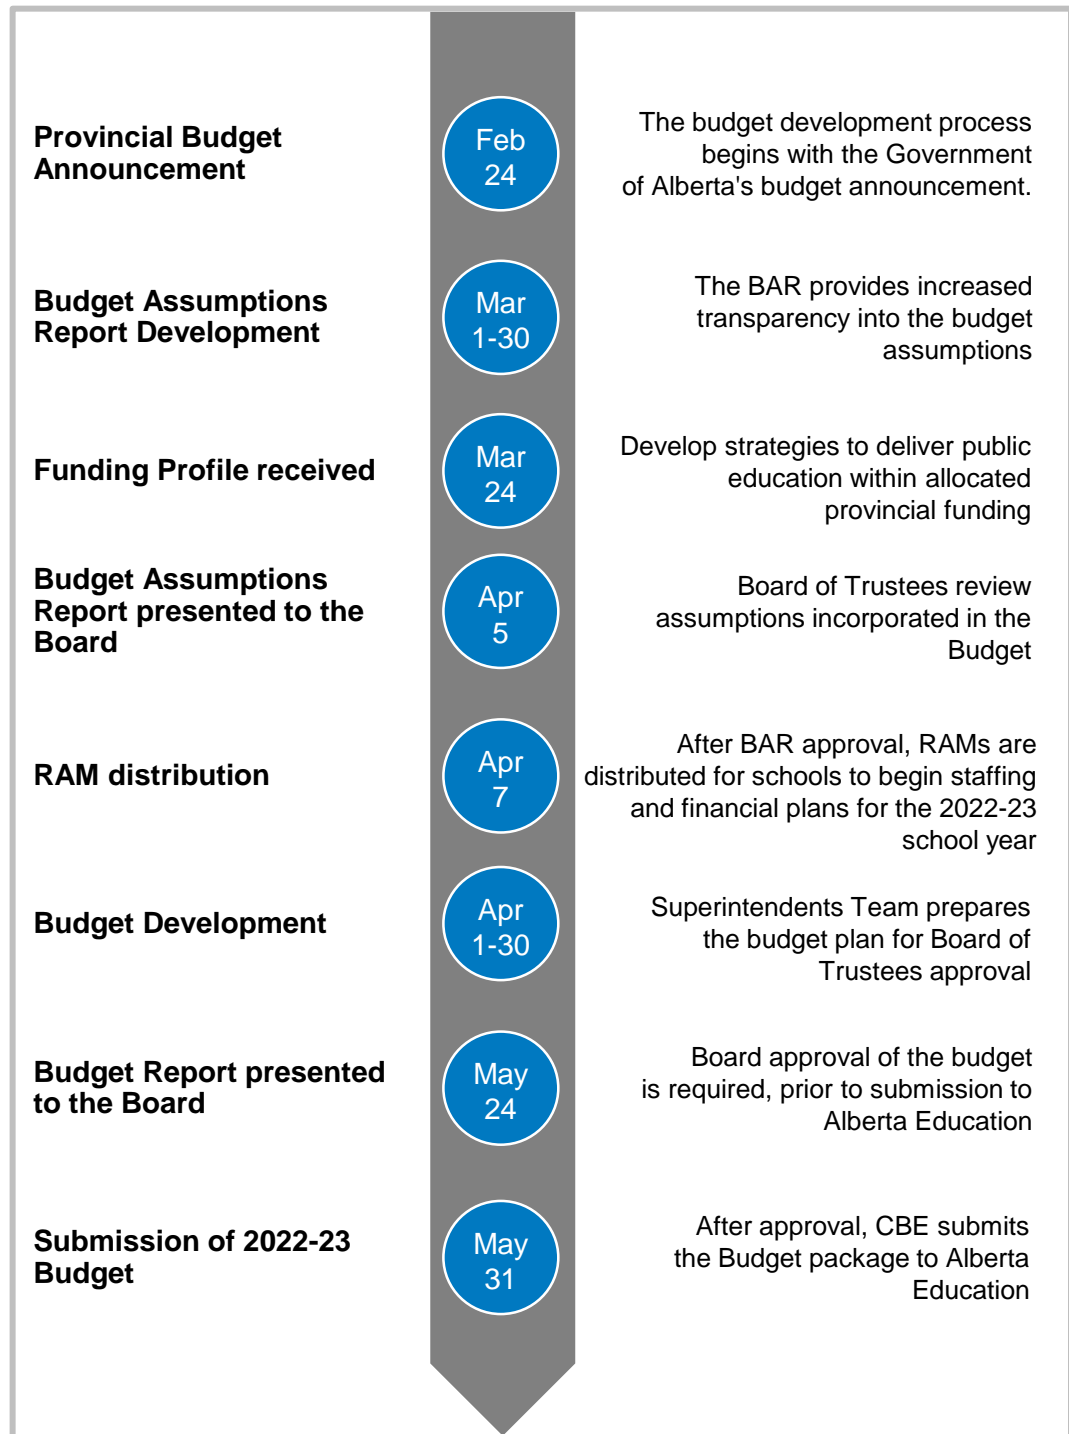 Provincial Budget
Announcement
Feb
24
The budget development process
begins with the Government
of Alberta's budget announcement.
Budget Assumptions
Report Development
Mar
1-30
The BAR provides increased
transparency into the budget
assumptions
Funding Profile received
Mar
24
Develop strategies to deliver public
education within allocated
provincial funding
Budget Assumptions
Report presented to the
Board
Apr
5
Board of Trustees review
assumptions incorporated in the
Budget
RAM distribution
Apr
7
After BAR approval, RAMs are
distributed for schools to begin staffing
and financial plans for the 2022-23
school year
Budget Development
Apr
1-30
Superintendents Team prepares
the budget plan for Board of
Trustees approval
Budget Report presented
to the Board
May
24
Board approval of the budget
is required, prior to submission to
Alberta Education
Submission of 2022-23
Budget
May
31
After approval, CBE submits
the Budget package to Alberta
Education